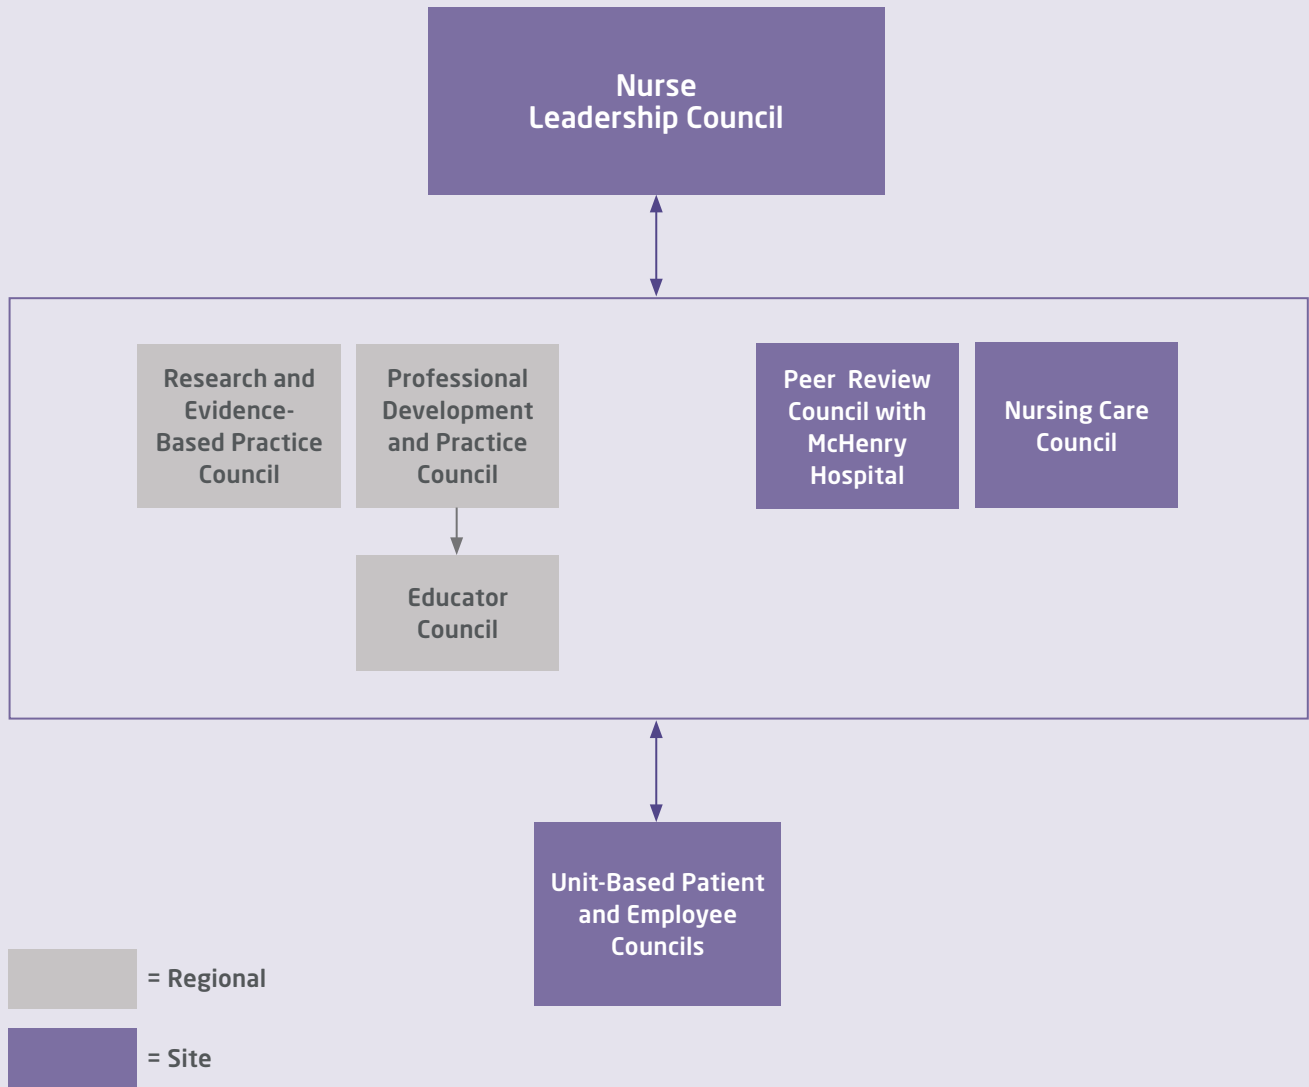 Nurse
Leadership Council
Research and
Evidence-
Based Practice
Council
Professional
Development
and Practice
Council
Peer Review
Council with
McHenry
Hospital
Nursing Care
Council
Educator
Council
Unit-Based Patient
and Employee
Councils
= Regional
= Site